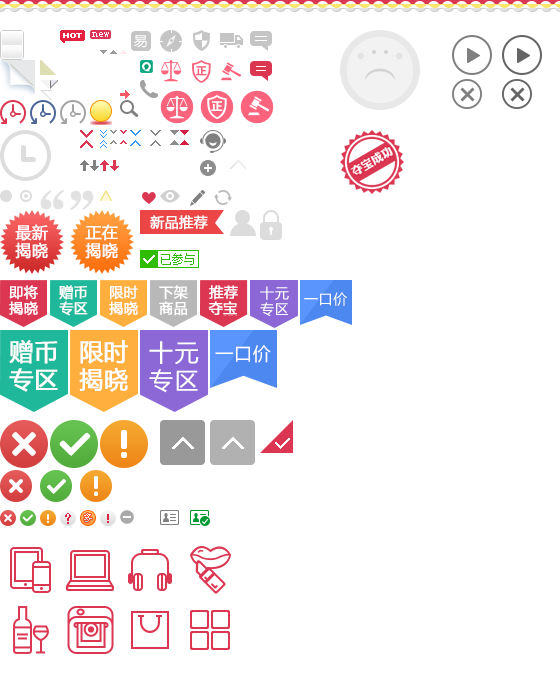 HOT
new
易
正
正
夺宝成功
最新
揭晓
正在
揭晓
新品推荐
已参与
即将
揭晓
赠币
专区
限时
揭晓
下架
商品
推荐
夺宝
十元
专区
一口价
赠币
专区
限时
揭晓
十元
专区
一口价